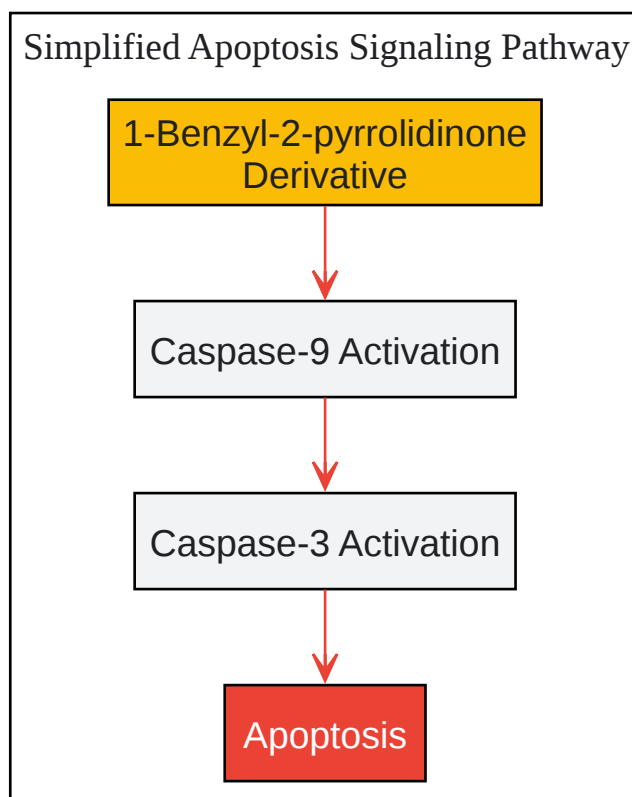 Simplified Apoptosis Signaling Pathway
1-Benzyl-2-pyrrolidinone
Derivative
Caspase-9 Activation
Caspase-3 Activation
Apoptosis